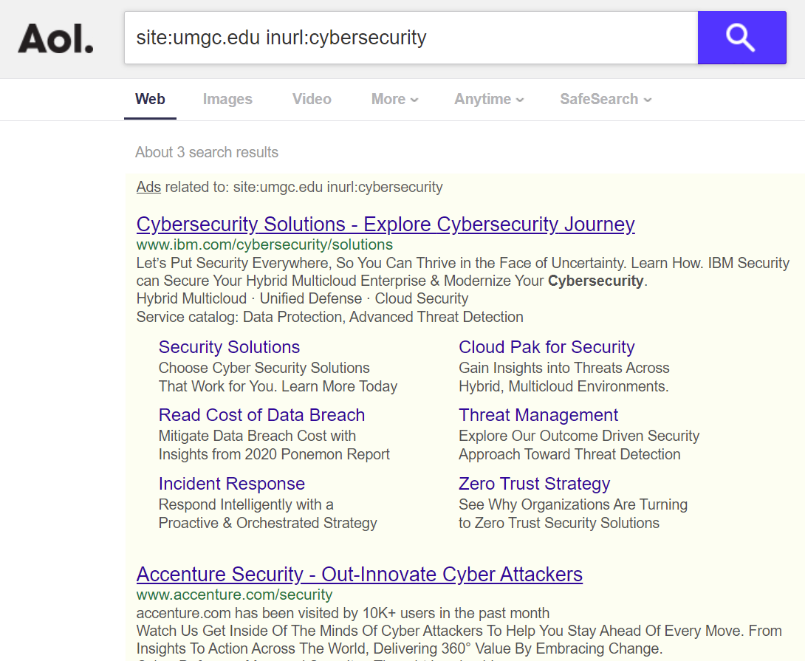 Aol.
site:umgc.edu inurl:cybersecurity
Web Images Video More Anytime SafeSearch
About 3 search results
Ads related to: site:umgc.edu inurl:cybersecurity
Cybersecurity Solutions - Explore Cybersecurity Journey
www.ibm.com/cybersecurity/solutions
Let's Put Security Everywhere, So You Can Thrive in the Face of Uncertainty. Learn How. IBM Security
can Secure Your Hybrid Multicloud Enterprise & Modernize Your Cybersecurity.
Hybrid Multicloud · Unified Defense · Cloud Security
Service catalog: Data Protection, Advanced Threat Detection
Security Solutions
Choose Cyber Security Solutions
That Work for You. Learn More Today
Cloud Pak for Security
Gain Insights into Threats Across
Hybrid, Multicloud Environments.
Read Cost of Data Breach
Mitigate Data Breach Cost with
Insights from 2020 Ponemon Report
Threat Management
Explore Our Outcome Driven Security
Approach Toward Threat Detection
Incident Response
Respond Intelligently with a
Proactive & Orchestrated Strategy
Zero Trust Strategy
See Why Organizations Are Turning
to Zero Trust Security Solutions
Accenture Security - Out-Innovate Cyber Attackers
www.accenture.com/security
accenture.com has been visited by 10K+ users in the past month
Watch Us Get Inside Of The Minds Of Cyber Attackers To Help You Stay Ahead Of Every Move. From
Insights To Action Across The World, Delivering 360° Value By Embracing Change.